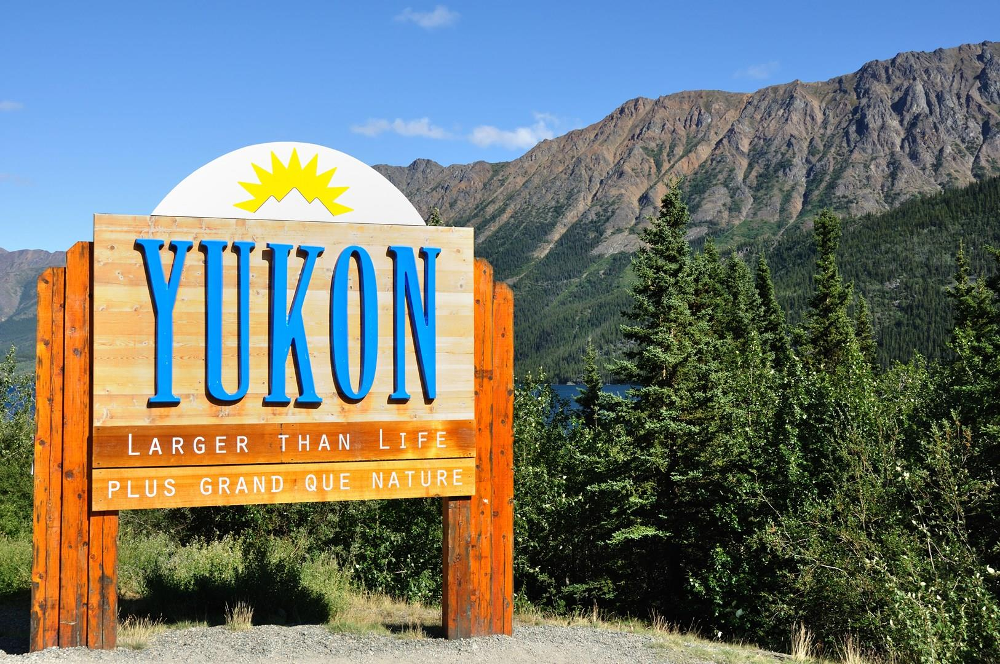 YUKON
LARGER THAN LIFE
PLUS GRAND QUE NATURE